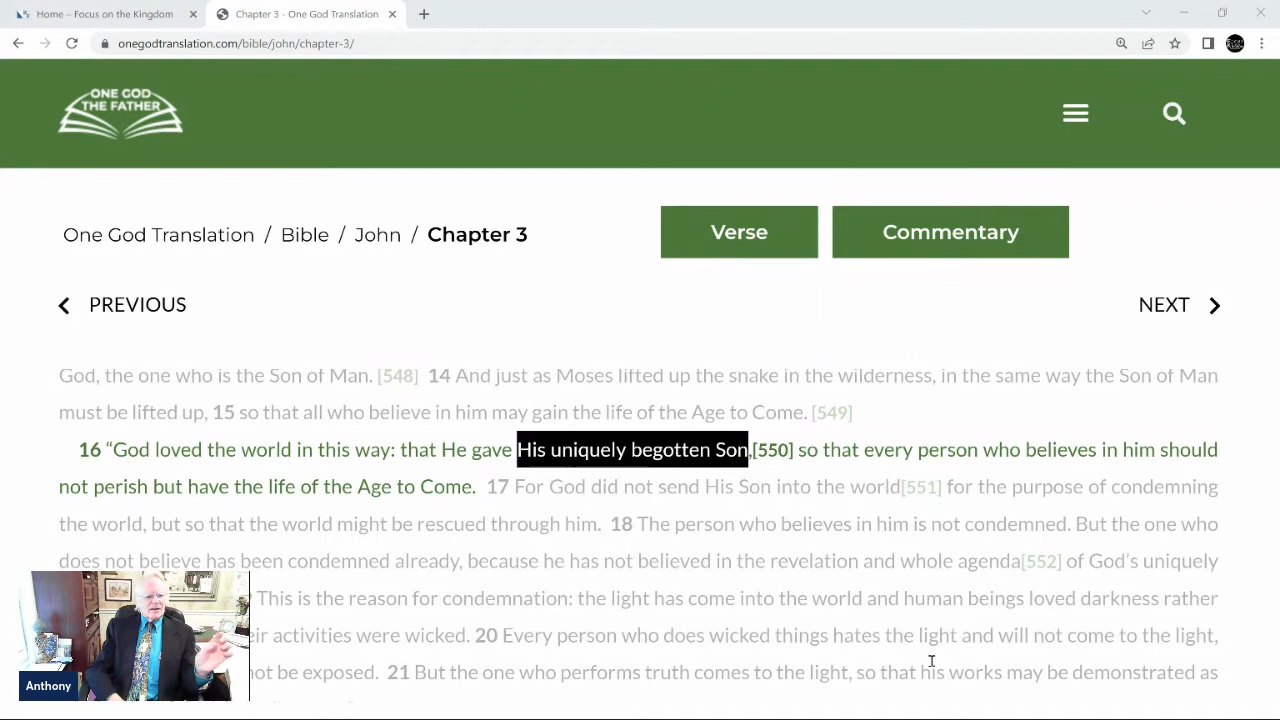 Home – Focus on the Kingdom
Chapter 3 - One God Translation
onegodtranslation.com/bible/john/chapter-3/
ONE GOD
THE FATHER
One God Translation / Bible / John / Chapter 3
Verse
Commentary
PREVIOUS
NEXT
God, the one who is the Son of Man. [548] 14 And just as Moses lifted up the snake in the wilderness, in the same way the Son of Man
must be lifted up, 15 so that all who believe in him may gain the life of the Age to Come. [549]
16 “God loved the world in this way: that He gave His uniquely begotten Son,[550] so that every person who believes in him should
not perish but have the life of the Age to Come. 17 For God did not send His Son into the world[551] for the purpose of condemning
the world, but so that the world might be rescued through him. 18 The person who believes in him is not condemned. But the one who
does not believe has been condemned already, because he has not believed in the revelation and whole agenda[552] of God’s uniquely
This is the reason for condemnation: the light has come into the world and human beings loved darkness rather
activities were wicked. 20 Every person who does wicked things hates the light and will not come to the light,
not be exposed. 21 But the one who performs truth comes to the light, so that his works may be demonstrated as
Anthony